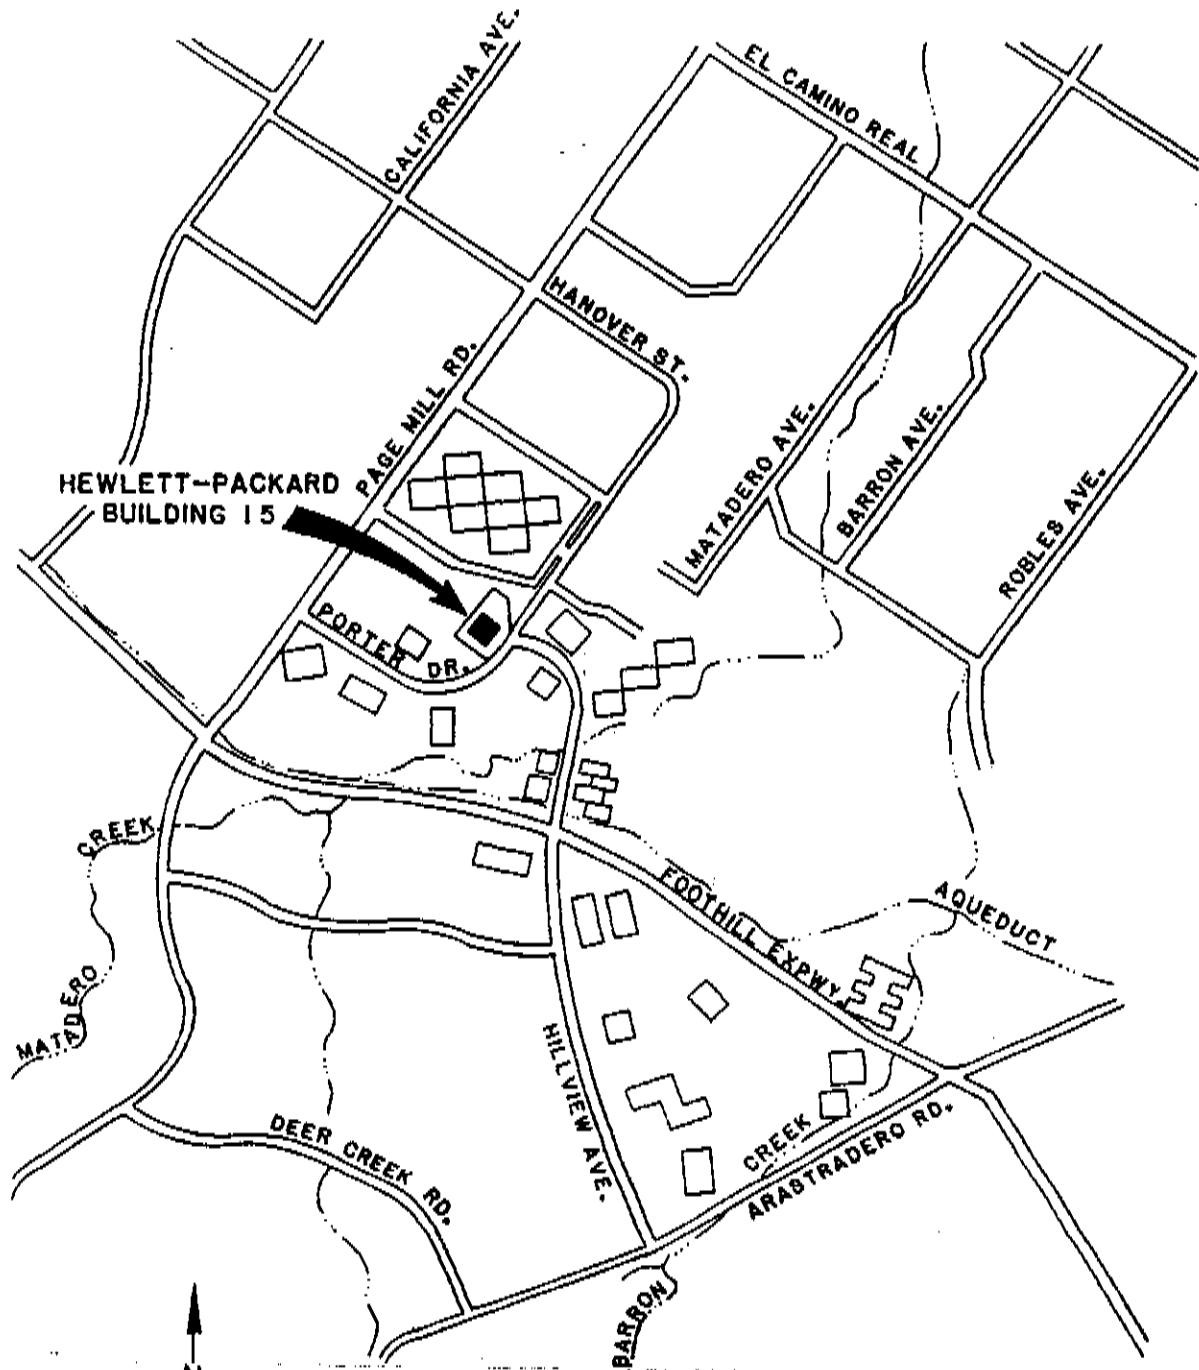 CALIFORNIA AVE.
EL CAMINO REAL
HANOVER ST.
PAGE MILL RD.
HEWLETT-PACKARD
BUILDING 15
MATADERO AVE.
BARRON AVE.
ROBLES AVE.
PORTER DR.
CREEK
MATADERO
FOOTHILL EXPWY.
AQUEDUCT
HILLVIEW AVE.
DEER CREEK RD.
CREEK
ARASTRADERO RD.
BARRON
N